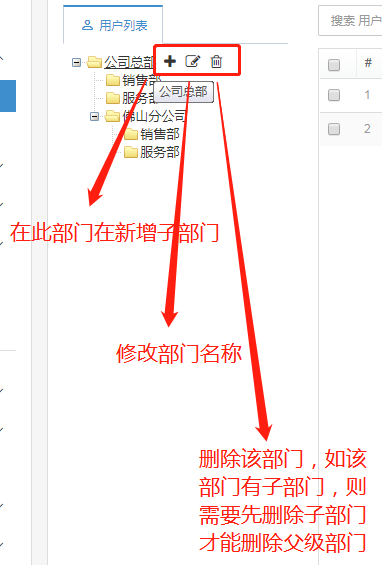 用户列表
搜索 用户
公司总部
销售部
服务部
公司总部
佛山分公司
销售部
服务部
#
1
2
在此部门在新增子部门
修改部门名称
删除该部门，如该
部门有子部门，则
需要先删除子部门
才能删除父级部门